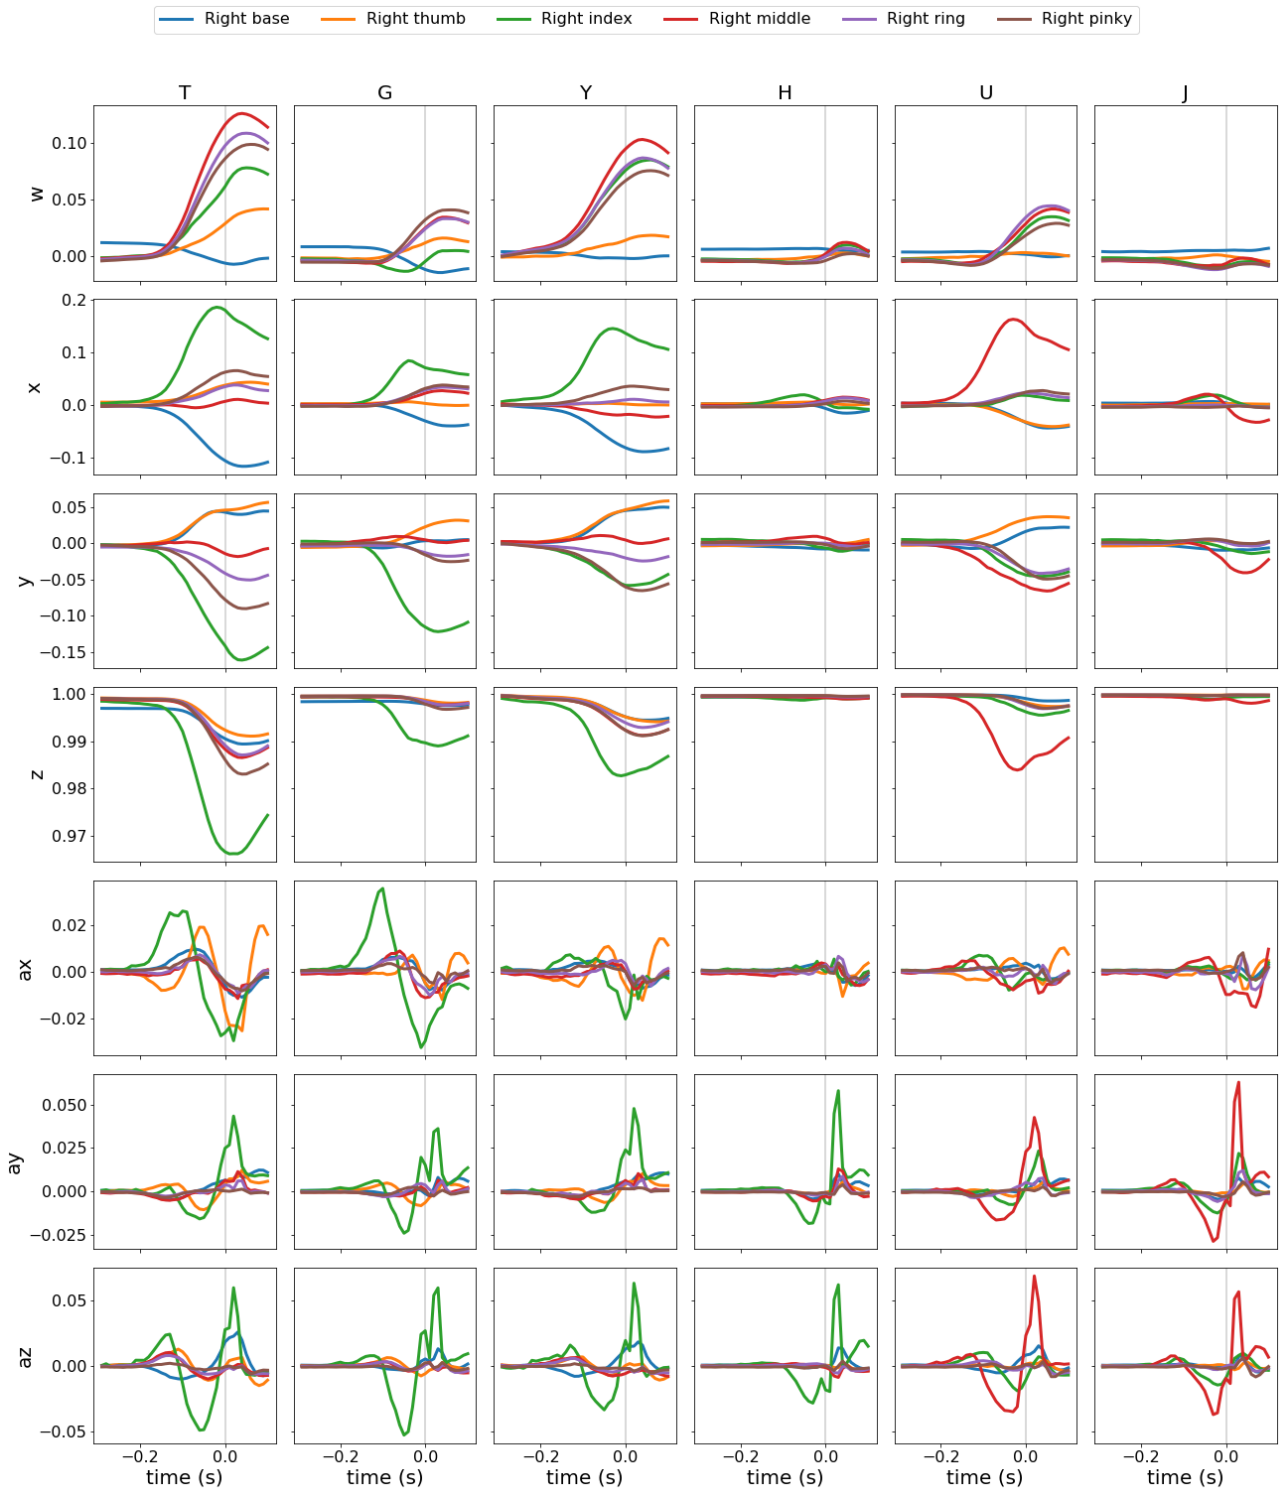 Right base Right thumb Right index Right middle Right ring Right pinky
T G Y H U J
w
0.10
0.05
0.00
x
0.2
0.1
0.0
−0.1
y
0.05
0.00
−0.05
−0.10
−0.15
z
1.00
0.99
0.98
0.97
ax
0.02
0.00
−0.02
ay
0.050
0.025
0.000
−0.025
az
0.05
0.00
−0.05
−0.2 0.0 −0.2 0.0 −0.2 0.0 −0.2 0.0 −0.2 0.0 −0.2 0.0
time (s) time (s) time (s) time (s) time (s) time (s)